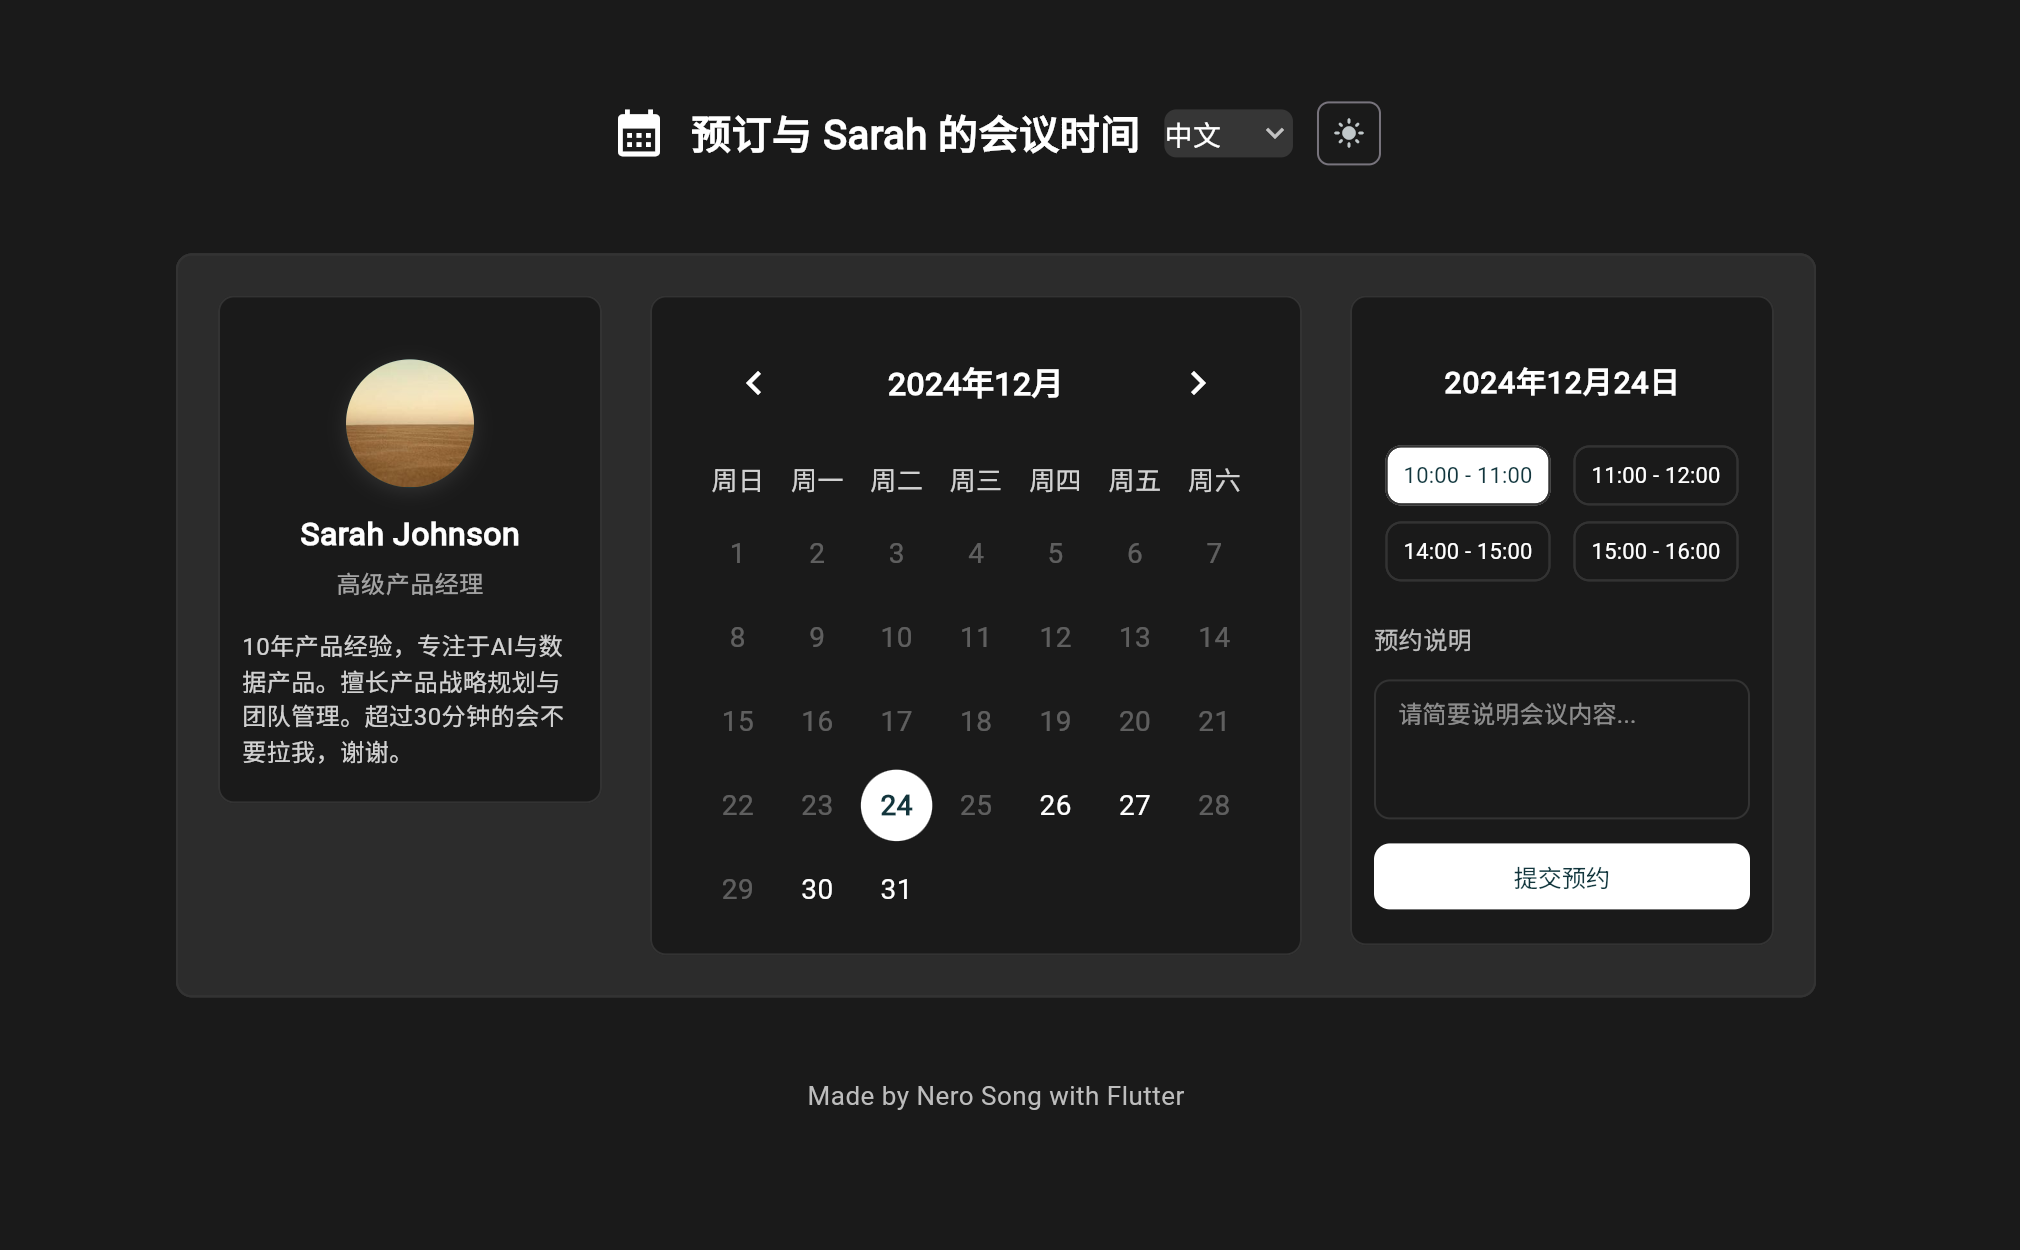 预订与 Sarah 的会议时间
中文
Sarah Johnson
高级产品经理
10年产品经验，专注于AI与数
据产品。擅长产品战略规划与
团队管理。超过30分钟的会不
要拉我，谢谢。
2024年12月
周日 周一 周二 周三 周四 周五 周六
1 2 3 4 5 6 7
8 9 10 11 12 13 14
15 16 17 18 19 20 21
22 23 24 25 26 27 28
29 30 31
2024年12月24日
10:00 - 11:00 11:00 - 12:00
14:00 - 15:00 15:00 - 16:00
预约说明
请简要说明会议内容...
提交预约
Made by Nero Song with Flutter